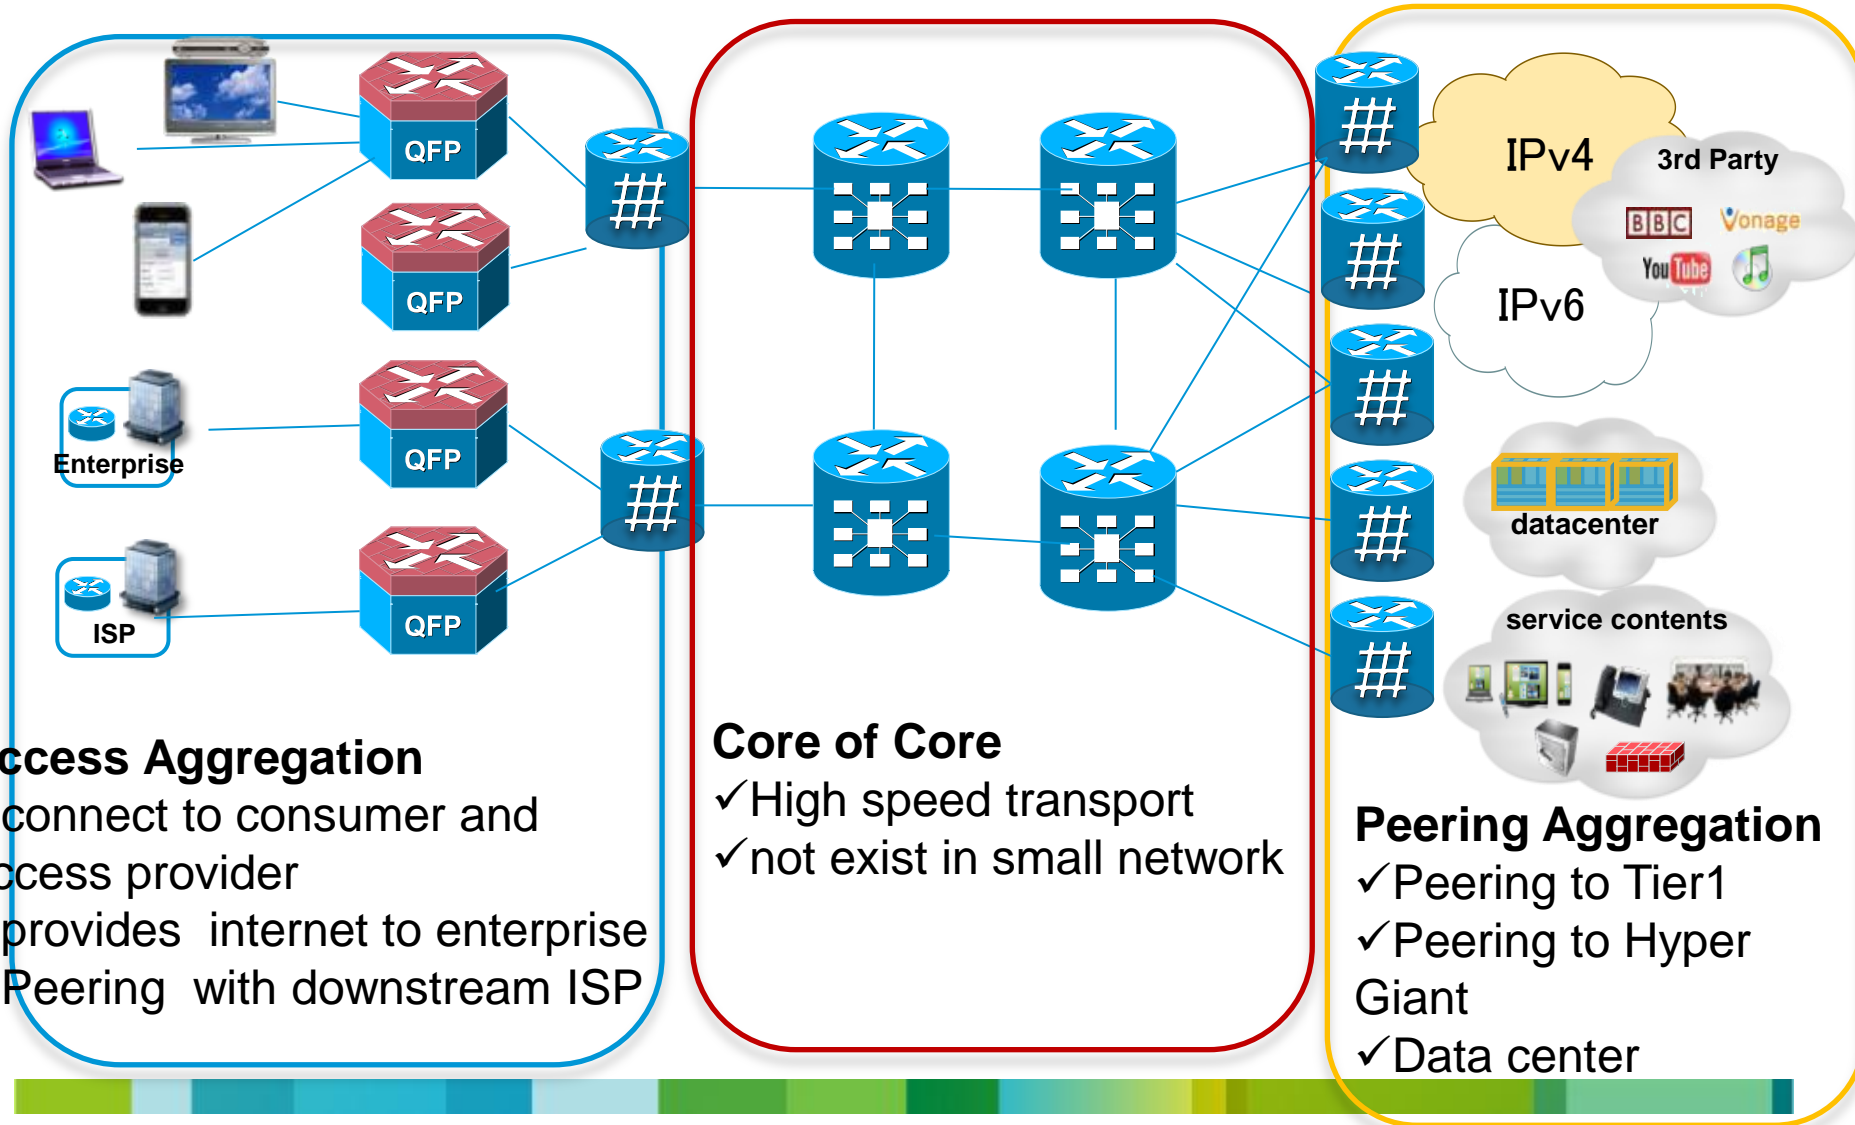 QFP
QFP
QFP
QFP
Enterprise
ISP
ccess Aggregation
connect to consumer and
ccess provider
provides internet to enterprise
Peering with downstream ISP
Core of Core
✓High speed transport
✓not exist in small network
IPv4
3rd Party
BBC
Vonage
YouTube
IPv6
datacenter
service contents
Peering Aggregation
✓Peering to Tier1
✓Peering to Hyper
Giant
✓Data center